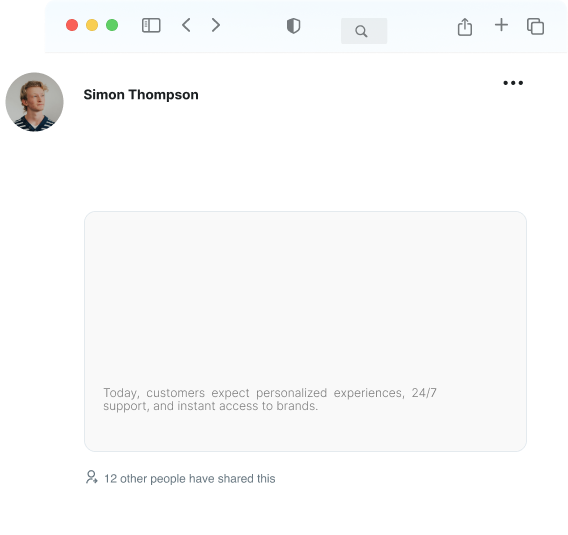 Simon Thompson
Today, customers expect personalized experiences, 24/7
support, and instant access to brands.
12 other people have shared this